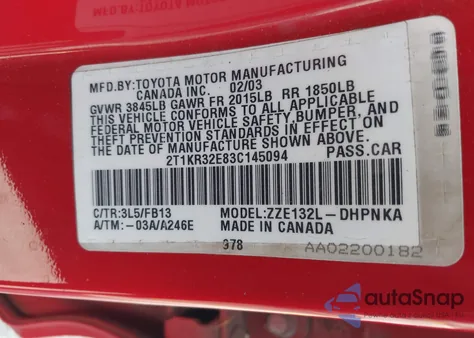 MFD.BY:TOYOTA MOTOR MANUFACTURING
CANADA INC. 02/03
GVWR 3845LB GAWR FR 2015LB RR 1850LB
THIS VEHICLE CONFORMS TO ALL APPLICABLE
FEDERAL MOTOR VEHICLE SAFETY,BUMPER, AND
THEFT PREVENTION STANDARDS IN EFFECT ON
THE DATE OF MANUFACTURE SHOWN ABOVE.
2T1KR32E83C145094 PASS.CAR
C/TR:3L5/FB13 MODEL:ZZE132L-DHPNKA
A/TM:-03A/A246E MADE IN CANADA
378 AA02200182
autoSnap